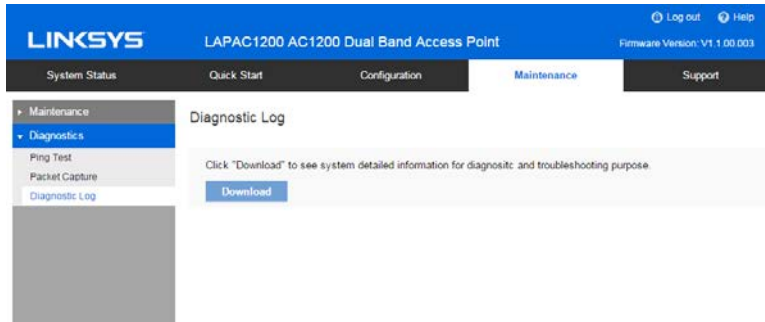 Log out Help
LINKSYS LAPAC1200 AC1200 Dual Band Access Point Firmware Version: V1.1.00.003
System Status Quick Start Configuration Maintenance Support
Maintenance
Diagnostics
Ping Test
Packet Capture
Diagnostic Log
Diagnostic Log
Click "Download" to see system detailed information for diagnositc and troubleshooting purpose.
Download